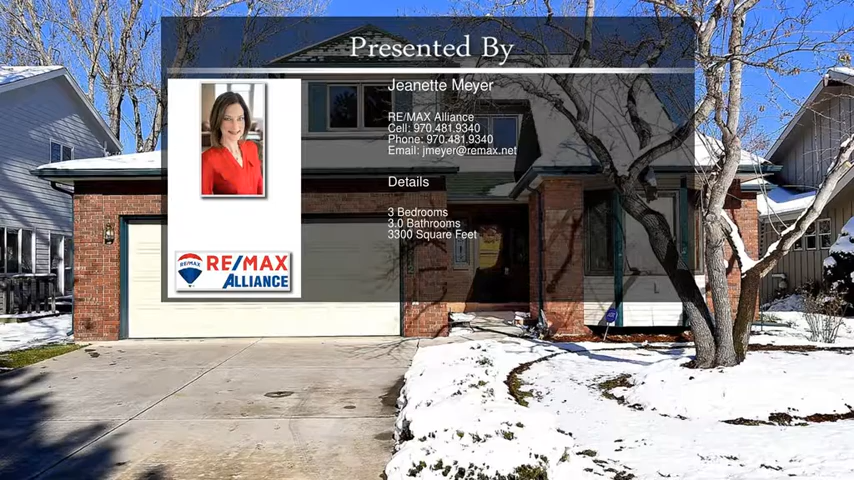 Presented By
Jeanette Meyer
RE/MAX Alliance
Cell: 970.481.9340
Phone: 970.481.9340
Email: jmeyer@remax.net
Details
3 Bedrooms
3.0 Bathrooms
3300 Square Feet
RE/MAX
RE/MAX
ALLIANCE